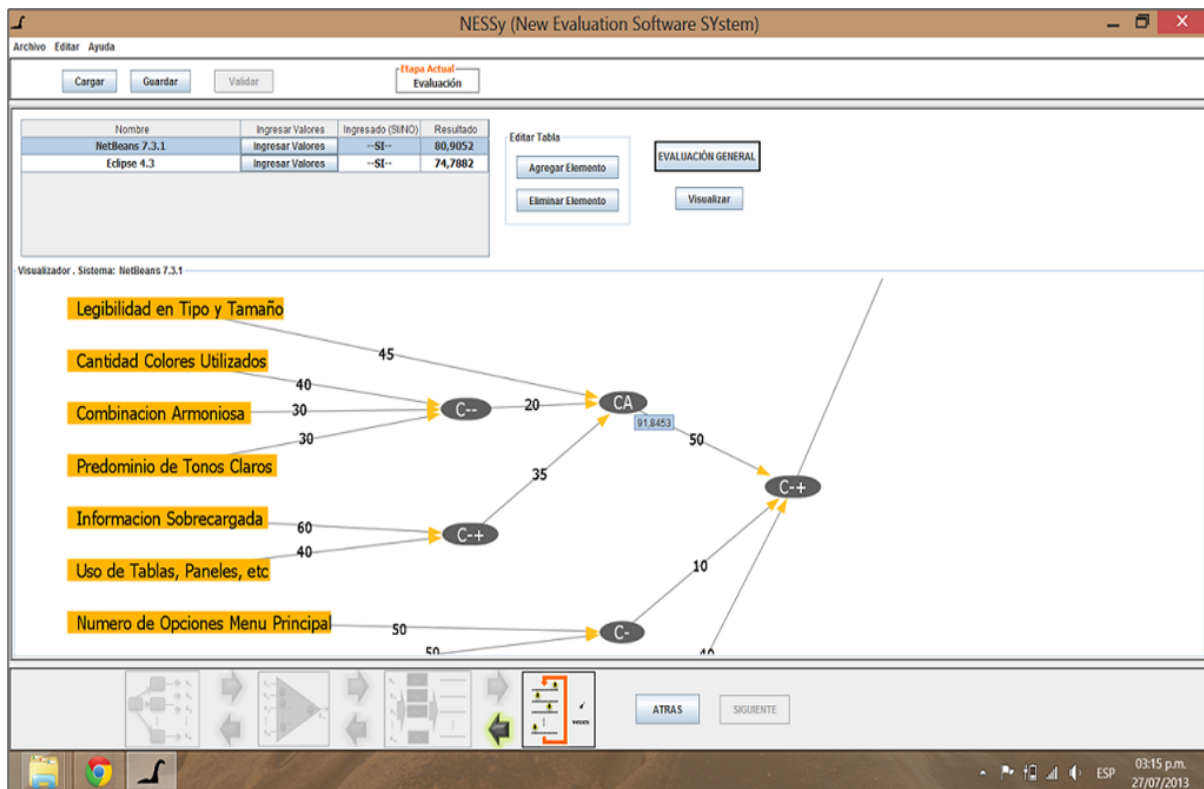 NESSy (New Evaluation Software SYstem)
Archivo Editar Ayuda
Cargar Guardar Validar
Etapa Actual
Evaluación
Nombre Ingresar Valores Ingresado (SI/NO) Resultado
NetBeans 7.3.1 Ingresar Valores --SI-- 80,9052
Eclipse 4.3 Ingresar Valores --SI-- 74,7882
Editar Tabla
Agregar Elemento
Eliminar Elemento
EVALUACIÓN GENERAL
Visualizar
Visualizador . Sistema: NetBeans 7.3.1
Legibilidad en Tipo y Tamaño
45
Cantidad Colores Utilizados
40
Combinacion Armoniosa
30
C--
20
CA
91,8453
30
50
Predominio de Tonos Claros
35
C-+
Informacion Sobrecargada
60
C-+
40
Uso de Tablas, Paneles, etc
10
Numero de Opciones Menu Principal
50
C-
50
40
veces
ATRAS
SIGUIENTE
ESP
03:15 p.m.
27/07/2013